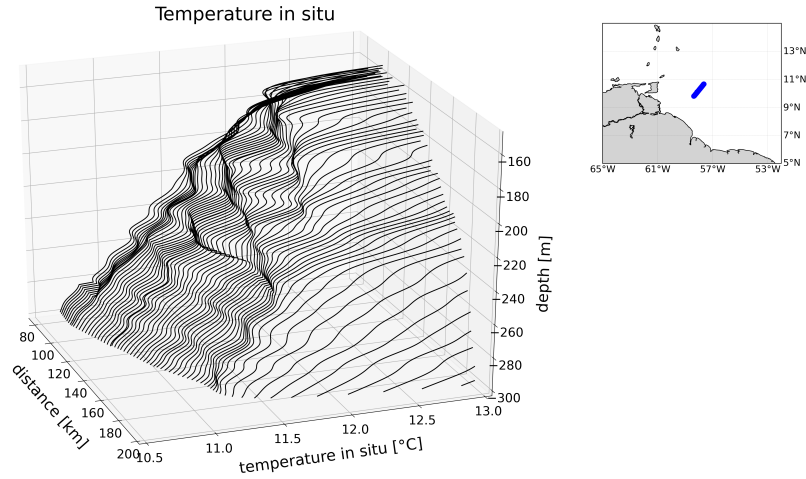 Temperature in situ
160
180
200
220
240
260
280
300
depth [m]
80
100
120
140
160
180
200
distance [km]
10.5
11.0
11.5
12.0
12.5
13.0
temperature in situ [°C]
13°N
11°N
9°N
7°N
5°N
65°W 61°W 57°W 53°W